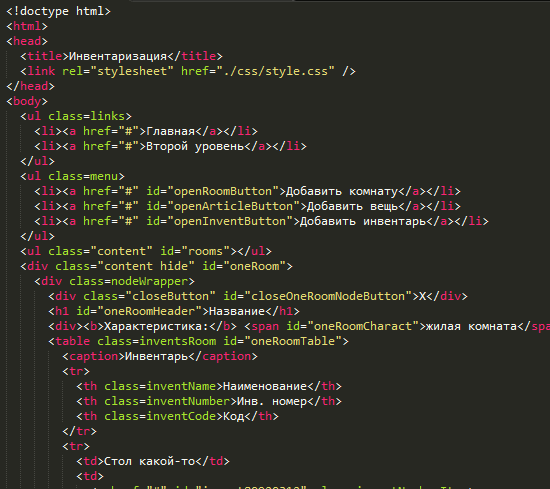 <!doctype html>
<html>
<head>
<title>Инвентаризация</title>
<link rel="stylesheet" href="./css/style.css" />
</head>
<body>
<ul class=links>
<li><a href="#">Главная</a></li>
<li><a href="#">Второй уровень</a></li>
</ul>
<ul class=menu>
<li><a href="#" id="openRoomButton">Добавить комнату</a></li>
<li><a href="#" id="openArticleButton">Добавить вещь</a></li>
<li><a href="#" id="openInventButton">Добавить инвентарь</a></li>
</ul>
<ul class="content" id="rooms"></ul>
<div class="content hide" id="oneRoom">
<div class=nodeWrapper>
<div class="closeButton" id="closeOneRoomNodeButton">X</div>
<h1 id="oneRoomHeader">Название</h1>
<div><b>Характеристика:</b> <span id="oneRoomCharact">жилая комната</spa
<table class="inventsRoom id="oneRoomTable">
<caption>Инвентарь</caption>
<tr>
<th class=inventName>Наименование</th>
<th class=inventNumber>Инв. номер</th>
<th class=inventCode>Код</th>
</tr>
<tr>
<td>Стол какой-то</td>
<td>